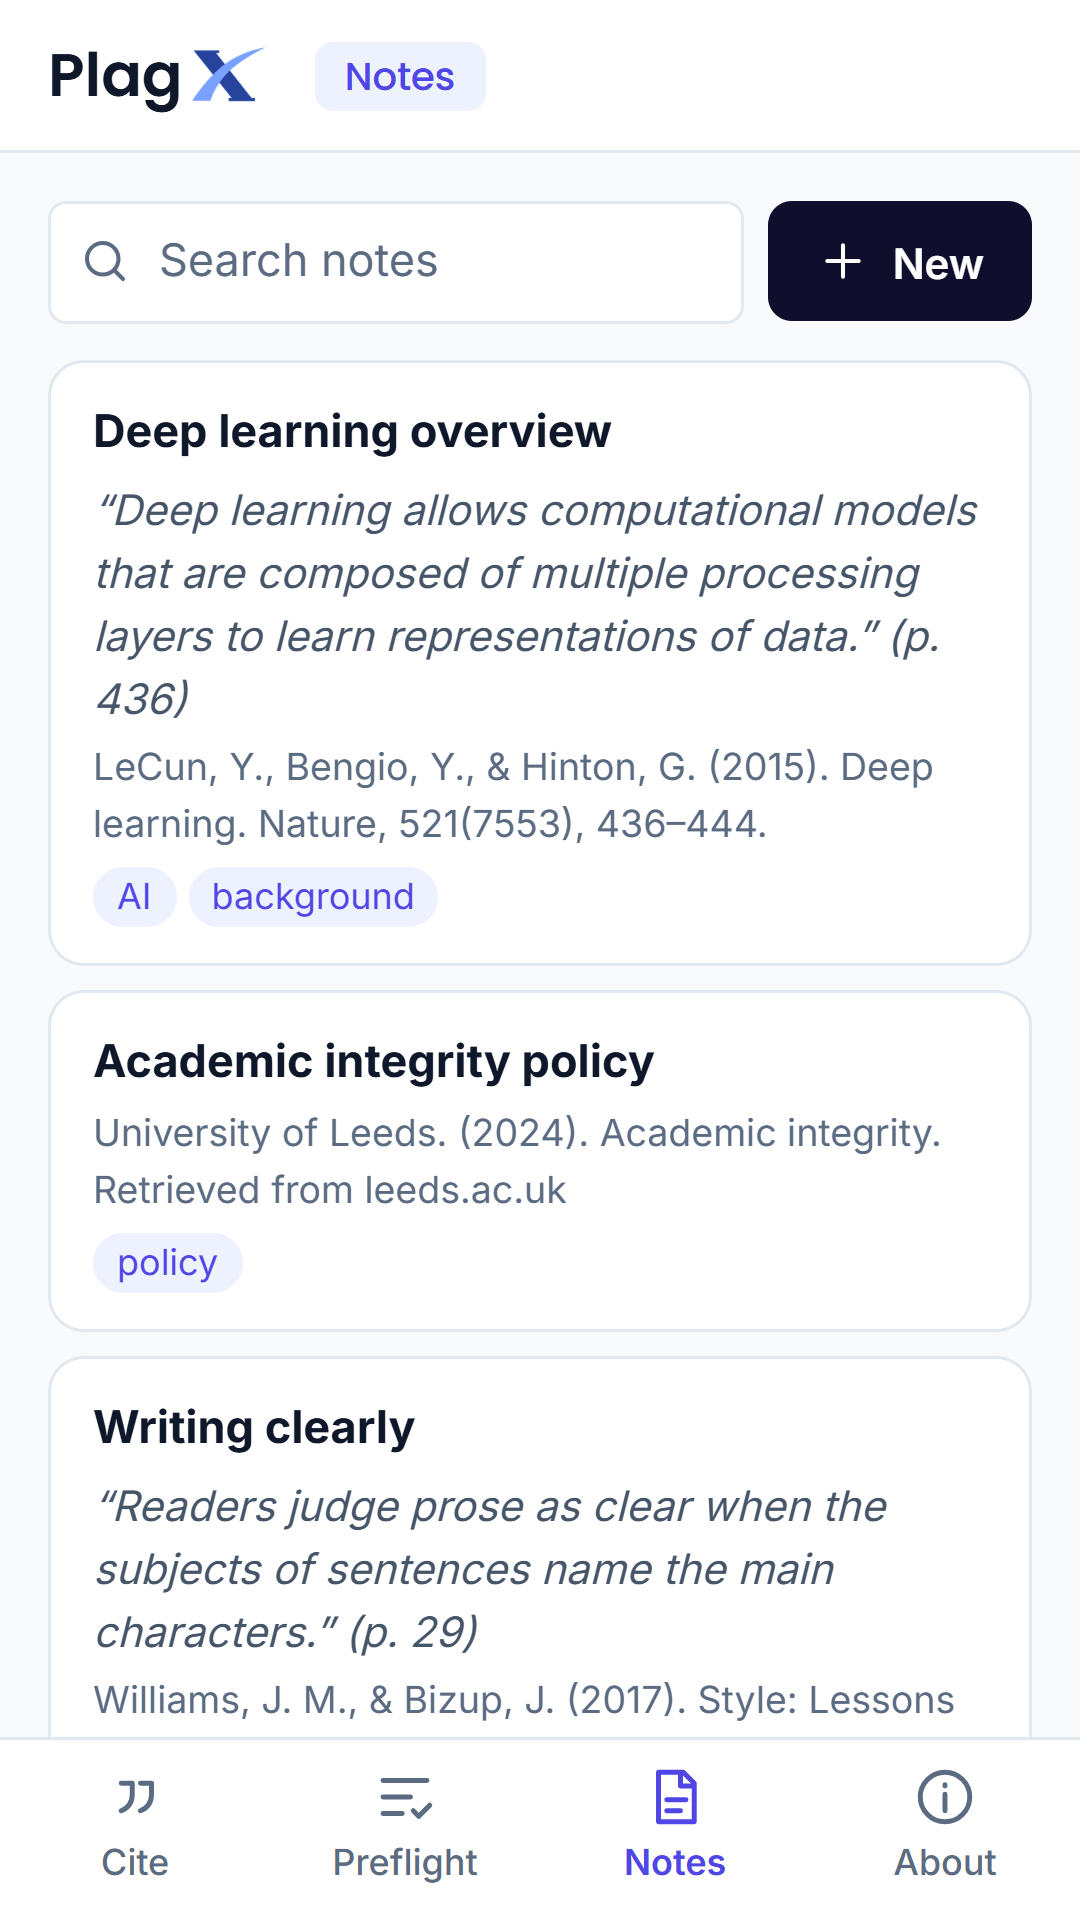 PlagX
Notes
Search notes
New
Deep learning overview
“Deep learning allows computational models
that are composed of multiple processing
layers to learn representations of data.” (p.
436)
LeCun, Y., Bengio, Y., & Hinton, G. (2015). Deep
learning. Nature, 521(7553), 436–444.
AI
background
Academic integrity policy
University of Leeds. (2024). Academic integrity.
Retrieved from leeds.ac.uk
policy
Writing clearly
“Readers judge prose as clear when the
subjects of sentences name the main
characters.” (p. 29)
Williams, J. M., & Bizup, J. (2017). Style: Lessons
Cite
Preflight
Notes
About